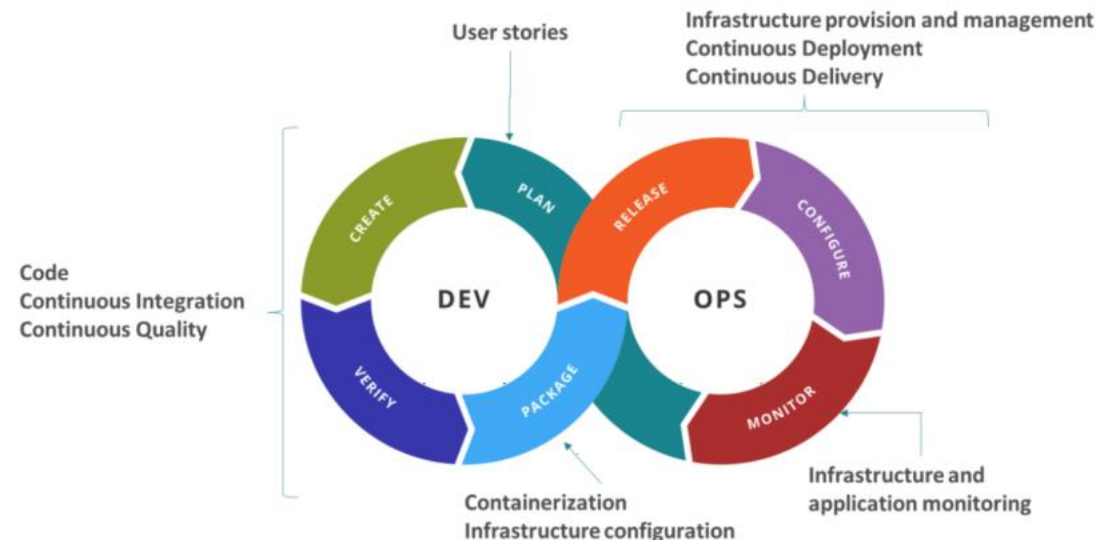 User stories
Infrastructure provision and management
Continuous Deployment
Continuous Delivery
CREATE
PLAN
RELEASE
CONFIGURE
DEV
OPS
Code
Continuous Integration
Continuous Quality
VERIFY
PACKAGE
MONITOR
Containerization
Infrastructure configuration
Infrastructure and
application monitoring